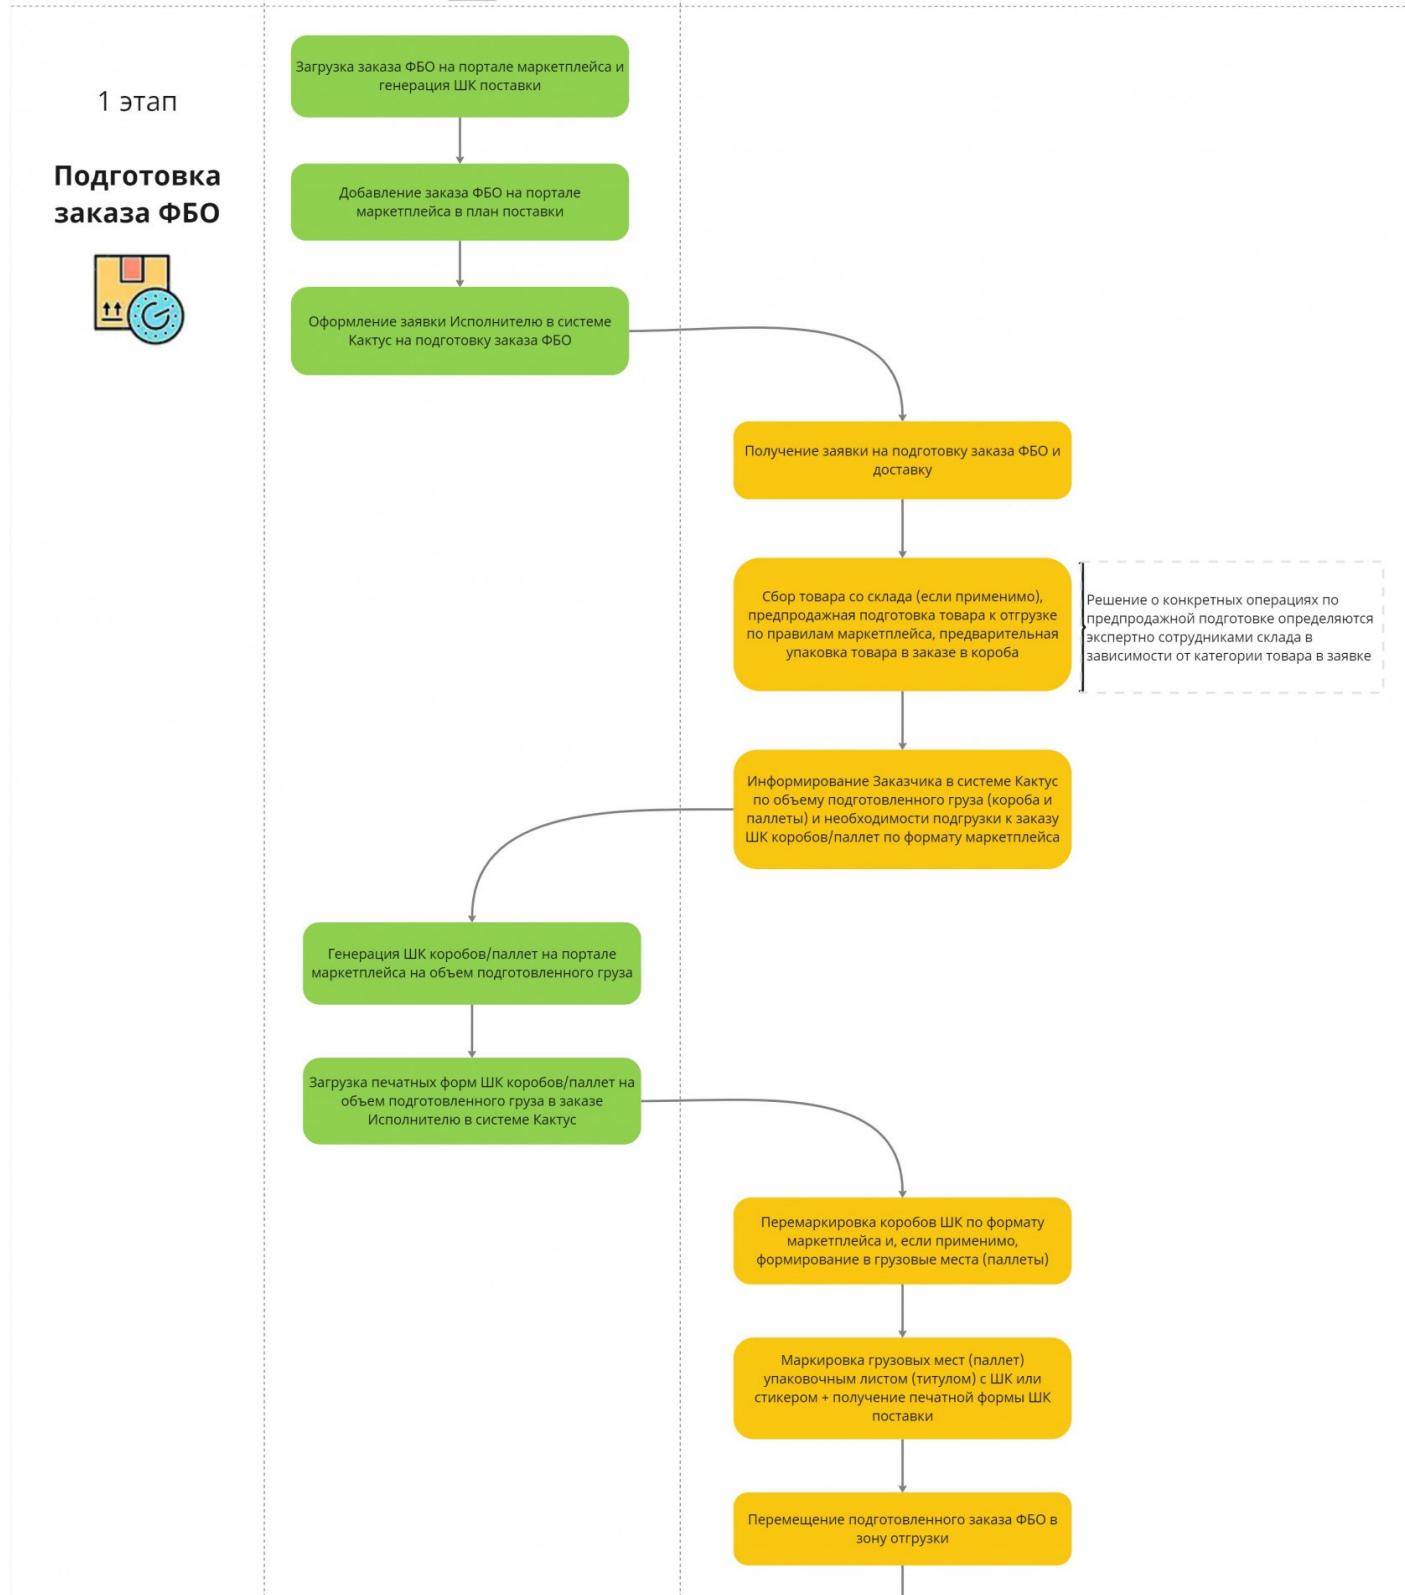 1 этап
Подготовка
заказа ФБО
Загрузка заказа ФБО на портале маркетплейса и
генерация ШК поставки
Добавление заказа ФБО на портале
маркетплейса в план поставки
Оформление заявки Исполнителю в системе
Кактус на подготовку заказа ФБО
Получение заявки на подготовку заказа ФБО и
доставку
Сбор товара со склада (если применимо),
предпродажная подготовка товара к отгрузке
по правилам маркетплейса, предварительная
упаковка товара в заказе в короба
Решение о конкретных операциях по
предпродажной подготовке определяются
экспертно сотрудниками склада в
зависимости от категории товара в заявке
Информирование Заказчика в системе Кактус
по объему подготовленного груза (короба и
паллеты) и необходимости подгрузки к заказу
ШК коробов/паллет по формату маркетплейса
Генерация ШК коробов/паллет на портале
маркетплейса на объем подготовленного груза
Загрузка печатных форм ШК коробов/паллет на
объем подготовленного груза в заказе
Исполнителю в системе Кактус
Перемаркировка коробов ШК по формату
маркетплейса и, если применимо,
формирование в грузовые места (паллеты)
Маркировка грузовых мест (паллет)
упаковочным листом (титулом) с ШК или
стикером + получение печатной формы ШК
поставки
Перемещение подготовленного заказа ФБО в
зону отгрузки